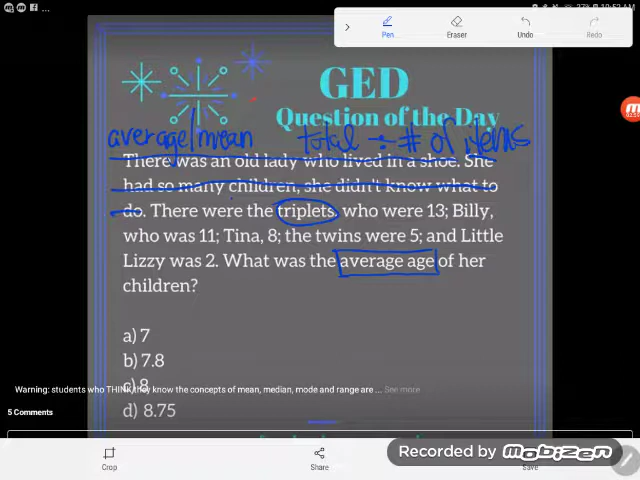 27% 10:52 AM
Pen
Eraser
Undo
Redo
GED
Question of the Day
average/mean total ÷ # of items
There was an old lady who lived in a shoe. She
had so many children, she didn't know what to
do. There were the triplets, who were 13; Billy,
who was 11; Tina, 8; the twins were 5; and Little
Lizzy was 2. What was the average age of her
children?
a) 7
b) 7.8
c) 8
Warning: students who THINK they know the concepts of mean, median, mode and range are ... See more
d) 8.75
5 Comments
Crop
Share
Save
Recorded by
mobizen